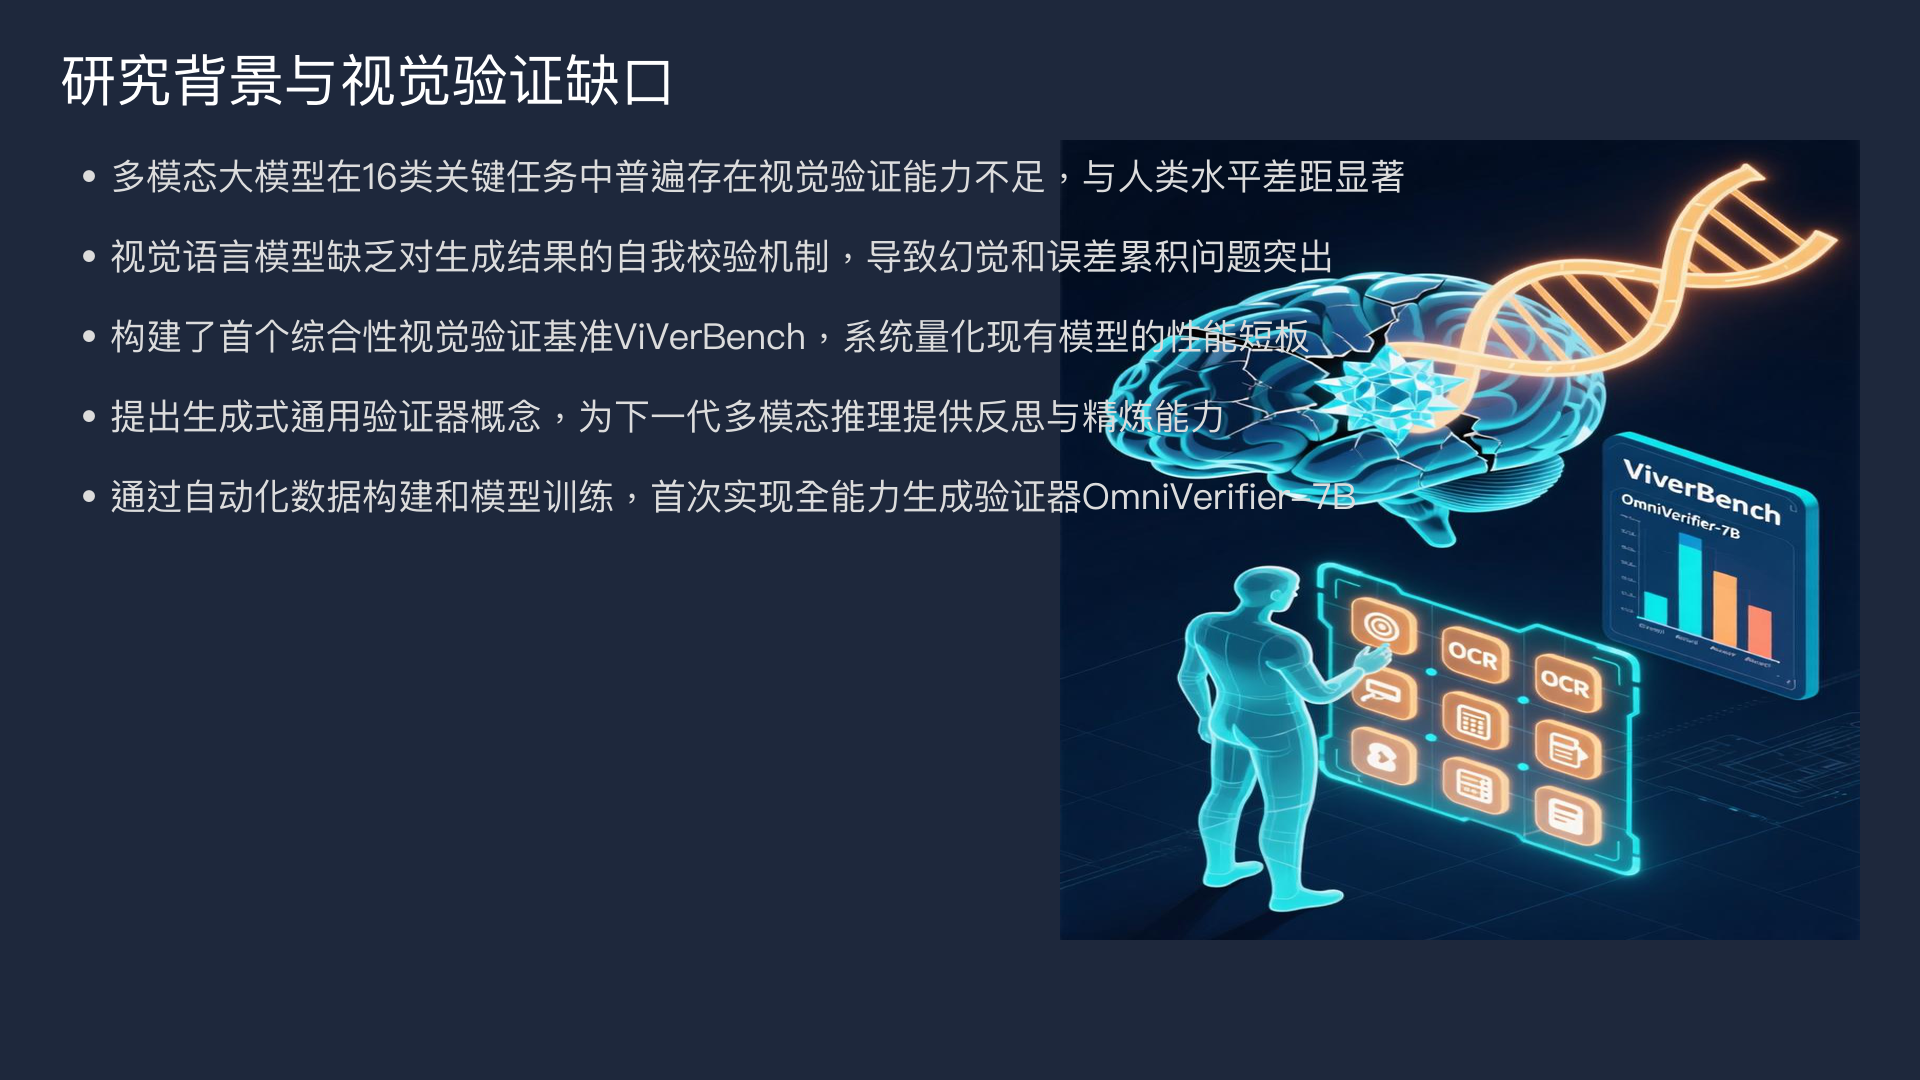 研究背景与视觉验证缺口
• 多模态大模型在16类关键任务中普遍存在视觉验证能力不足，与人类水平差距显著
• 视觉语言模型缺乏对生成结果的自我校验机制，导致幻觉和误差累积问题突出
• 构建了首个综合性视觉验证基准ViVerBench，系统量化现有模型的性能短板
• 提出生成式通用验证器概念，为下一代多模态推理提供反思与精炼能力
• 通过自动化数据构建和模型训练，首次实现全能力生成验证器OmniVerifier-7B
ViverBench
OmniVerifier-7B
OCR
OCR